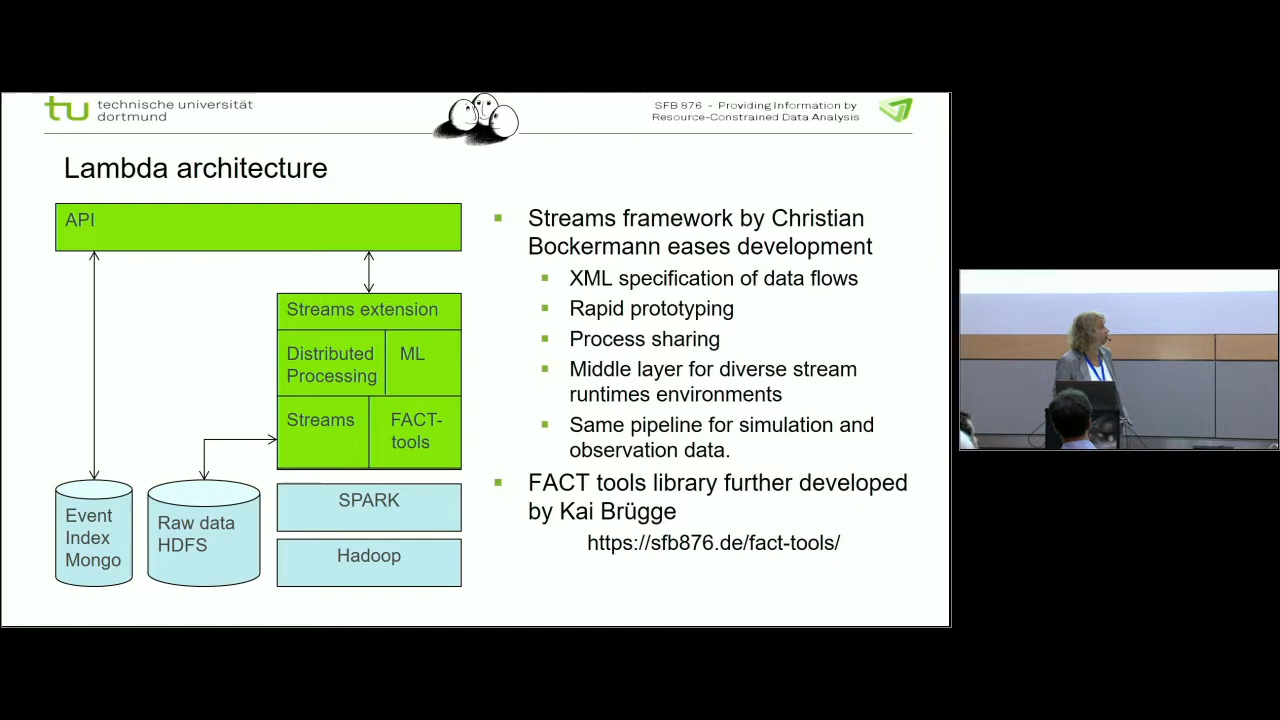 tu technische universität
dortmund
SFB 876 - Providing Information by
Resource-Constrained Data Analysis
Lambda architecture
API
Streams extension
Distributed
Processing
ML
Streams
FACT-
tools
Event
Index
Mongo
Raw data
HDFS
SPARK
Hadoop
▪ Streams framework by Christian
Bockermann eases development
▪ XML specification of data flows
▪ Rapid prototyping
▪ Process sharing
▪ Middle layer for diverse stream
runtimes environments
▪ Same pipeline for simulation and
observation data.
▪ FACT tools library further developed
by Kai Brügge
https://sfb876.de/fact-tools/